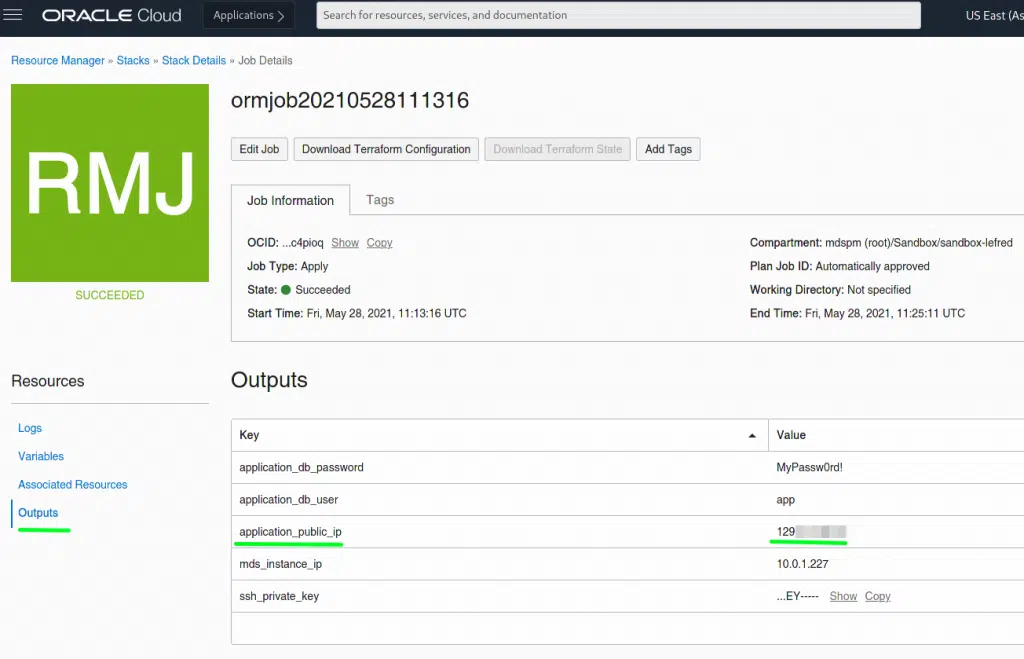 ORACLE Cloud Applications > Search for resources, services, and documentation US East (As
Resource Manager » Stacks » Stack Details » Job Details
RMJ
SUCCEEDED
ormjob20210528111316
Edit Job Download Terraform Configuration Download Terraform State Add Tags
Job Information Tags
OCID: ...c4pioq Show Copy
Job Type: Apply
State: Succeeded
Start Time: Fri, May 28, 2021, 11:13:16 UTC
Compartment: mdspm (root)/Sandbox/sandbox-lefred
Plan Job ID: Automatically approved
Working Directory: Not specified
End Time: Fri, May 28, 2021, 11:25:11 UTC
Resources
Logs
Variables
Associated Resources
Outputs
Outputs
Key Value
application_db_password MyPassw0rd!
application_db_user app
application_public_ip 129
mds_instance_ip 10.0.1.227
ssh_private_key ...EY----- Show Copy